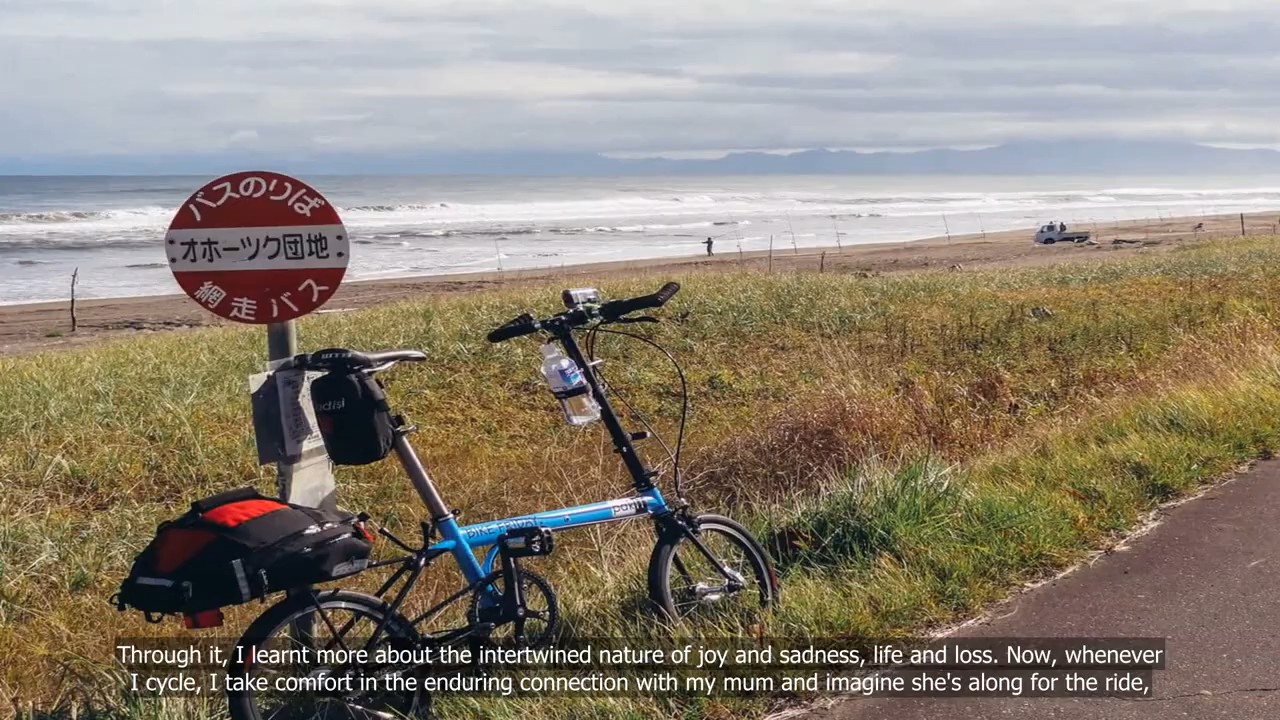 バスのりば
オホーツク団地
網走バス
BIKE FRIDAY
Through it, I learnt more about the intertwined nature of joy and sadness, life and loss. Now, whenever
I cycle, I take comfort in the enduring connection with my mum and imagine she's along for the ride,